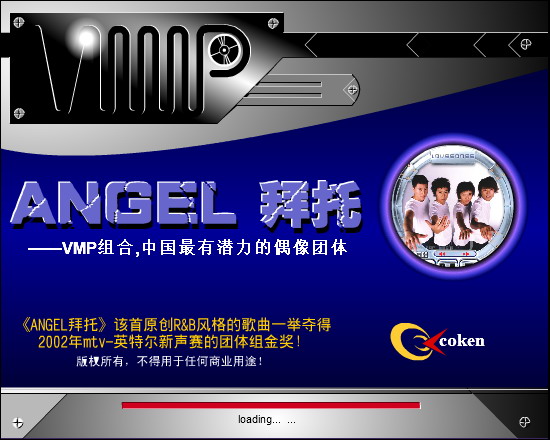 VMP
LOVESONGS
ANGEL 拜托
——VMP组合,中国最有潜力的偶像团体
《ANGEL拜托》该首原创R&B风格的歌曲一举夺得
2002年mtv-英特尔新声赛的团体组金奖！
版权所有，不得用于任何商业用途！
coken
loading... ...